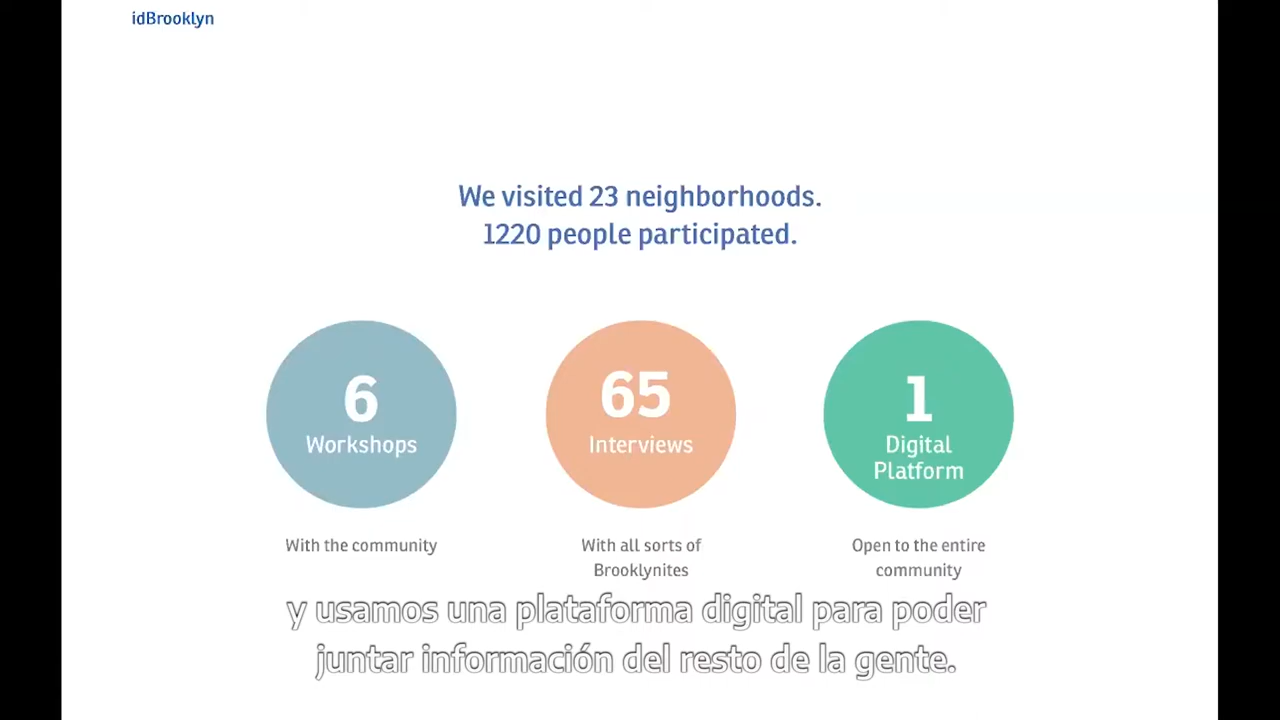 idBrooklyn
We visited 23 neighborhoods.
1220 people participated.
6
Workshops
65
Interviews
1
Digital
Platform
With the community
With all sorts of
Brooklynites
Open to the entire
community
y usamos una plataforma digital para poder
juntar información del resto de la gente.